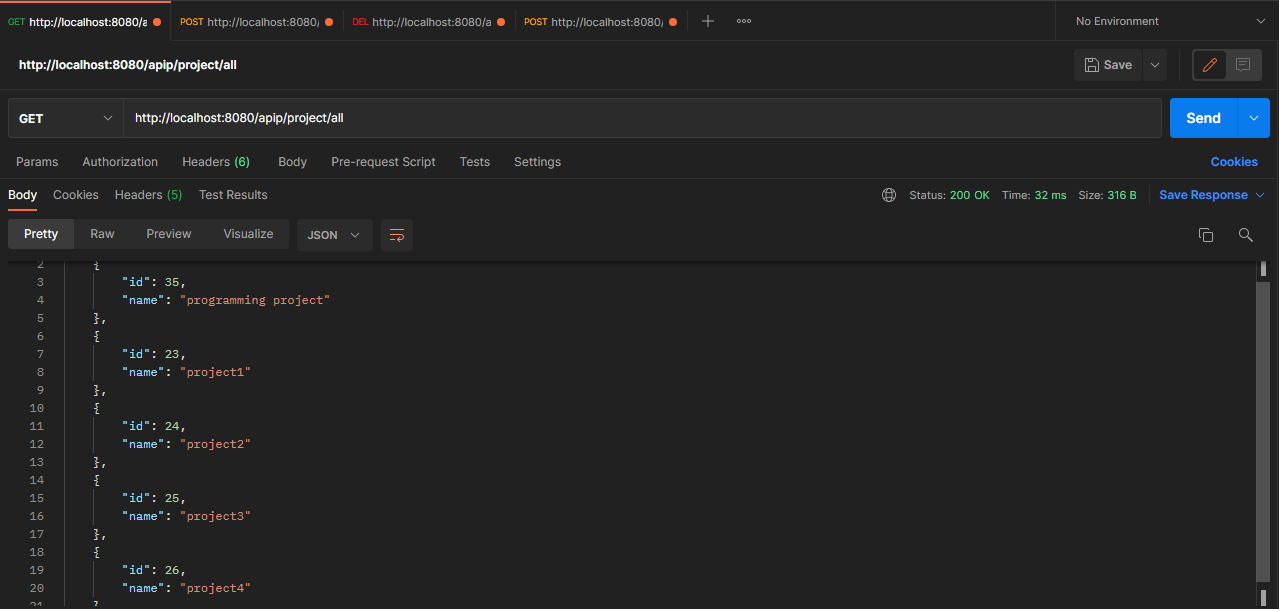 GET http://localhost:8080/a POST http://localhost:8080/ DEL http://localhost:8080/a POST http://localhost:8080/ No Environment
http://localhost:8080/apip/project/all Save
GET http://localhost:8080/apip/project/all Send
Params Authorization Headers (6) Body Pre-request Script Tests Settings Cookies
Body Cookies Headers (5) Test Results Status: 200 OK Time: 32 ms Size: 316 B Save Response
Pretty Raw Preview Visualize JSON
2 {
3 "id": 35,
4 "name": "programming project"
5 },
6 {
7 "id": 23,
8 "name": "project1"
9 },
10 {
11 "id": 24,
12 "name": "project2"
13 },
14 {
15 "id": 25,
16 "name": "project3"
17 },
18 {
19 "id": 26,
20 "name": "project4"
21 }